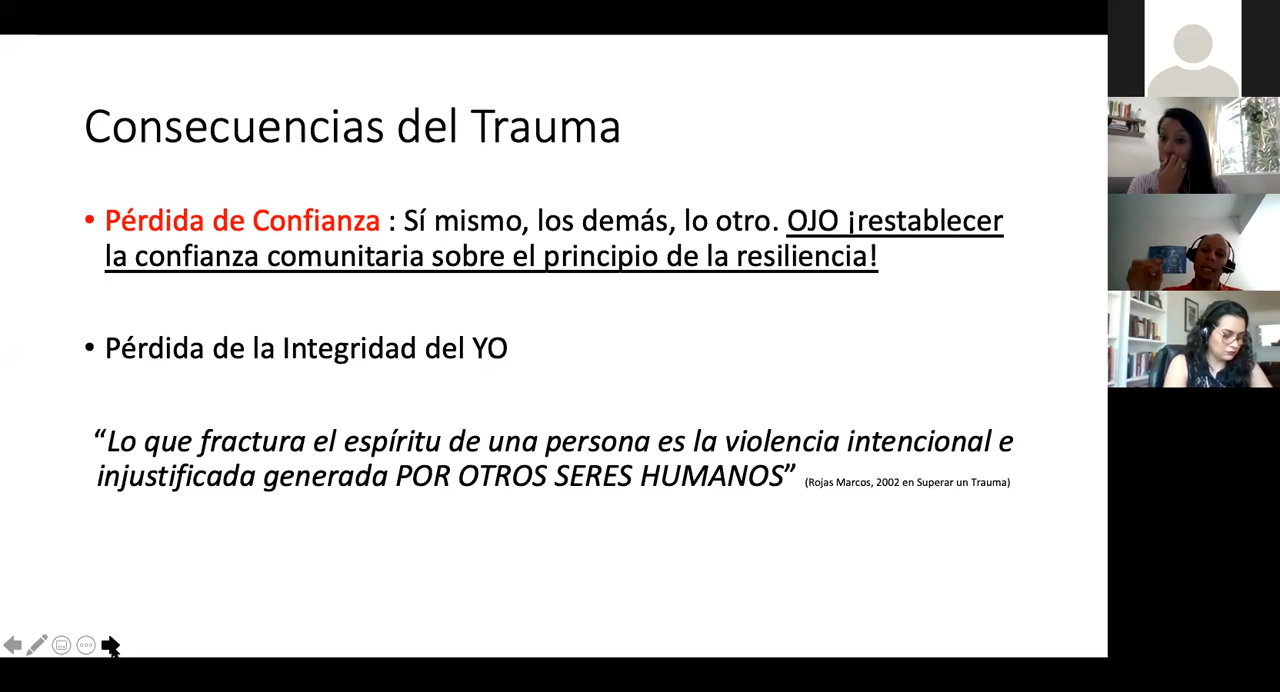 Consecuencias del Trauma
• Pérdida de Confianza : Sí mismo, los demás, lo otro. OJO ¡restablecer
la confianza comunitaria sobre el principio de la resiliencia!
• Pérdida de la Integridad del YO
“Lo que fractura el espíritu de una persona es la violencia intencional e
injustificada generada POR OTROS SERES HUMANOS” (Rojas Marcos, 2002 en Superar un Trauma)